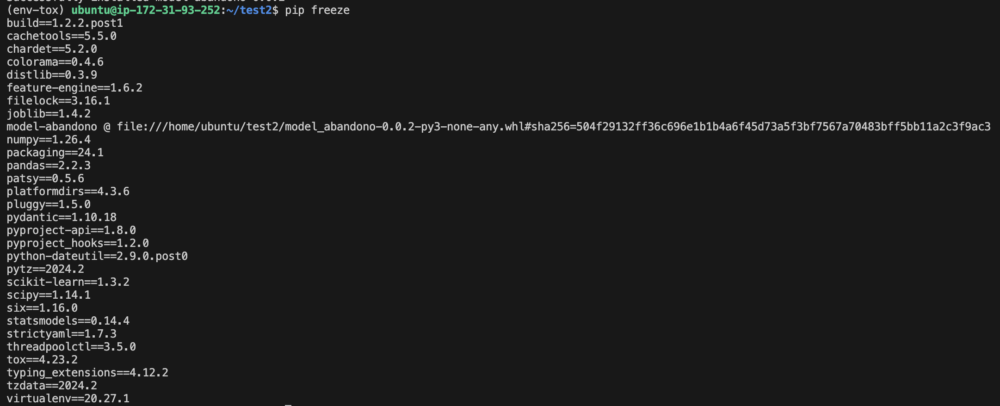 (env-tox) ubuntu@ip-172-31-93-252:~/test2$ pip freeze
build==1.2.2.post1
cachetools==5.5.0
chardet==5.2.0
colorama==0.4.6
distlib==0.3.9
feature-engine==1.6.2
filelock==3.16.1
joblib==1.4.2
model-abandono @ file:///home/ubuntu/test2/model_abandono-0.0.2-py3-none-any.whl#sha256=504f29132ff36c696e1b1b4a6f45d73a5f3bf7567a70483bff5bb11a2c3f9ac3
numpy==1.26.4
packaging==24.1
pandas==2.2.3
patsy==0.5.6
platformdirs==4.3.6
pluggy==1.5.0
pydantic==1.10.18
pyproject-api==1.8.0
pyproject_hooks==1.2.0
python-dateutil==2.9.0.post0
pytz==2024.2
scikit-learn==1.3.2
scipy==1.14.1
six==1.16.0
statsmodels==0.14.4
strictyaml==1.7.3
threadpoolctl==3.5.0
tox==4.23.2
typing_extensions==4.12.2
tzdata==2024.2
virtualenv==20.27.1